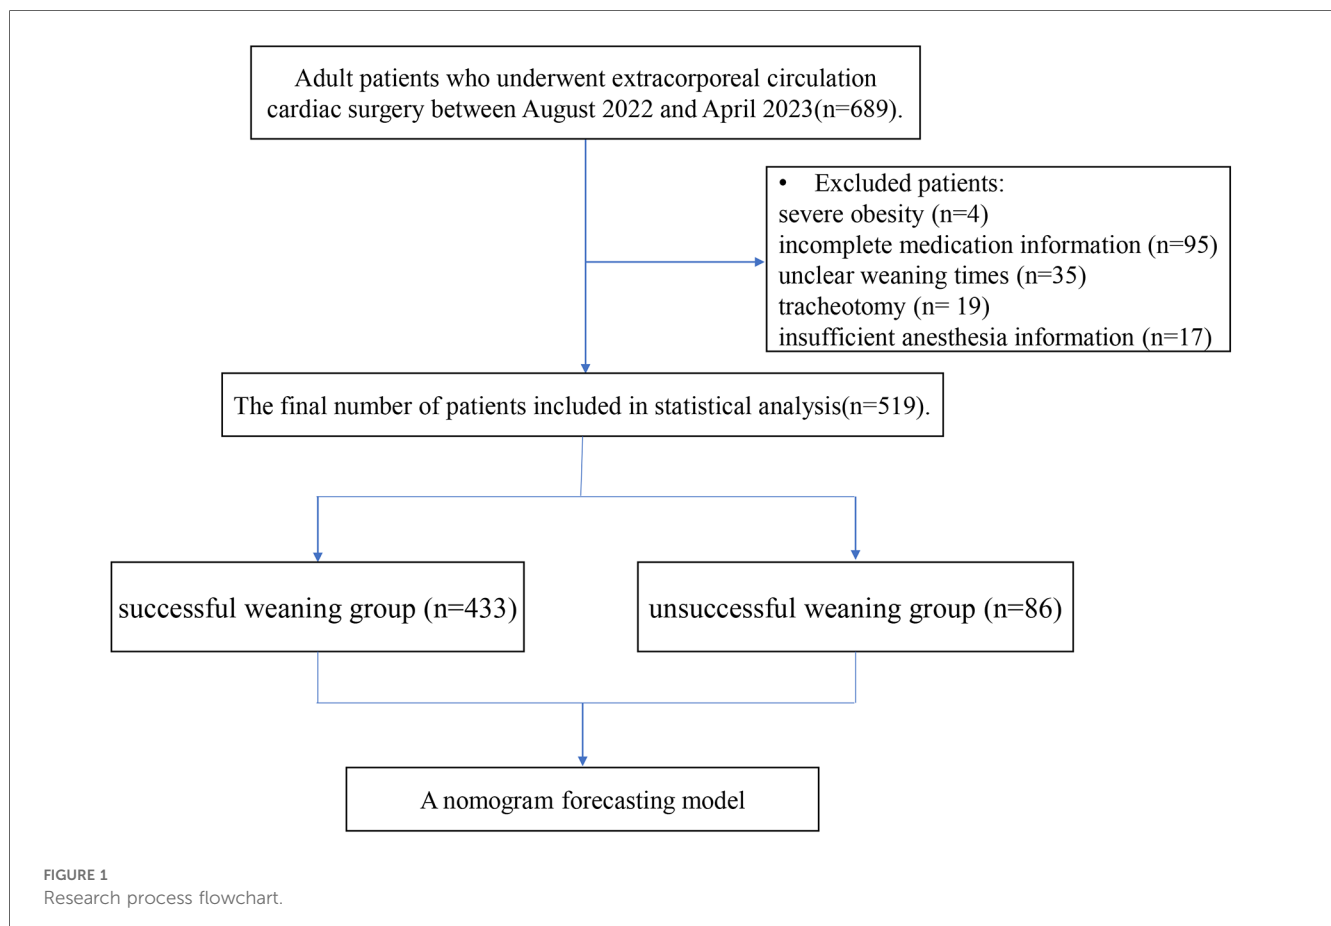 Adult patients who underwent extracorporeal circulation
cardiac surgery between August 2022 and April 2023(n=689).
• Excluded patients:
severe obesity (n=4)
incomplete medication information (n=95)
unclear weaning times (n=35)
tracheotomy (n= 19)
insufficient anesthesia information (n=17)
The final number of patients included in statistical analysis(n=519).
successful weaning group (n=433)
unsuccessful weaning group (n=86)
A nomogram forecasting model
FIGURE 1
Research process flowchart.